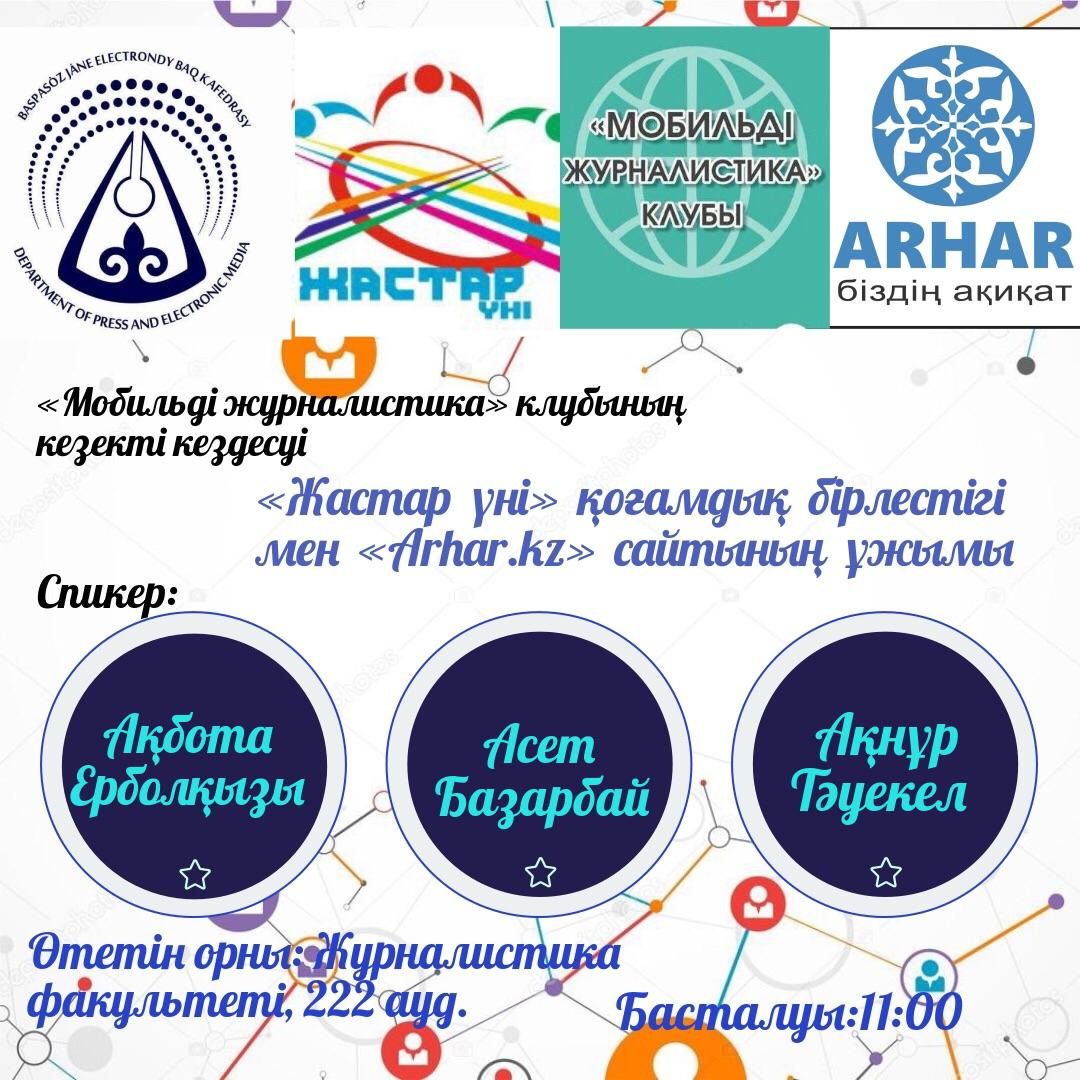 BASPASÓZ JÁNE ELECTRONDY BAQ KAFEDRASY
DEPARTMENT OF PRESS AND ELECTRONIC MEDIA
ЖАСТАР
ҮНІ
«МОБИЛЬДІ
ЖУРНАЛИСТИКА»
КЛУБЫ
ARHAR
біздің ақиқат
«Мобильді журналистика» клубының
кезекті кездесуі
«Жастар үні» қоғамдық бірлестігі
мен «Arhar.kz» сайтының ұжымы
Спикер:
Ақбота
Ерболқызы
Асет
Базарбай
Ақнұр
Тәуекел
Өтетін орны: Журналистика
факультеті, 222 ауд.
Басталуы:11:00
depositphotos